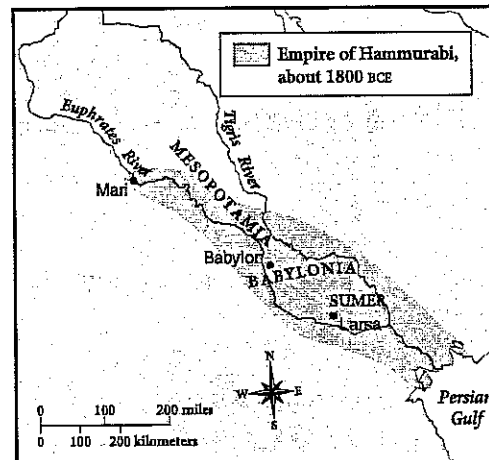 Empire of Hammurabi,
about 1800 BCE
Euphrates River
Tigris River
MESOPOTAMIA
Mari
Babylon
BABYLONIA
SUMER
Larsa
N
W E
S
0 100 200 miles
0 100 200 kilometers
Persian
Gulf